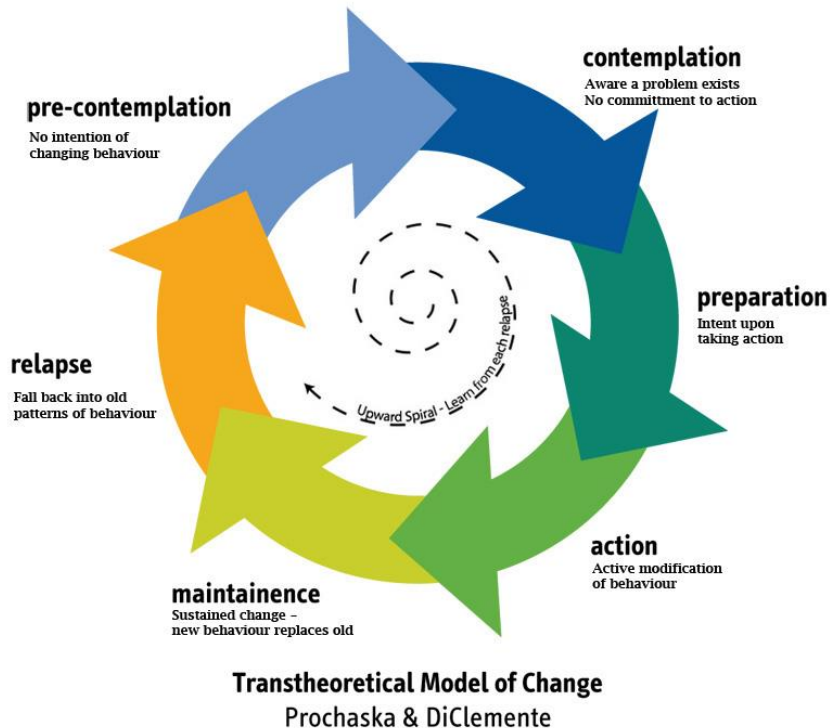 contemplation
Aware a problem exists
No committment to action
pre-contemplation
No intention of
changing behaviour
preparation
Intent upon
taking action
Upward Spiral - Learn from each relapse
relapse
Fall back into old
patterns of behaviour
action
Active modification
of behaviour
maintainence
Sustained change –
new behaviour replaces old
Transtheoretical Model of Change
Prochaska & DiClemente